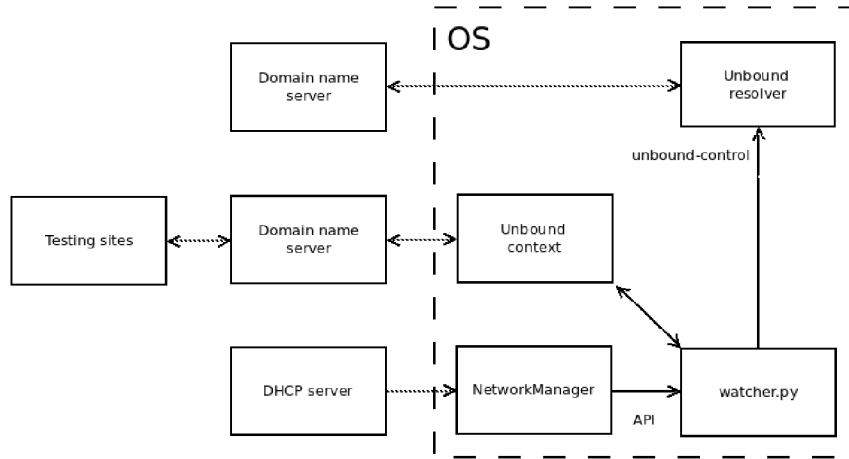 OS
Domain name
server
Unbound
resolver
unbound-control
Testing sites
Domain name
server
Unbound
context
DHCP server
NetworkManager
API
watcher.py